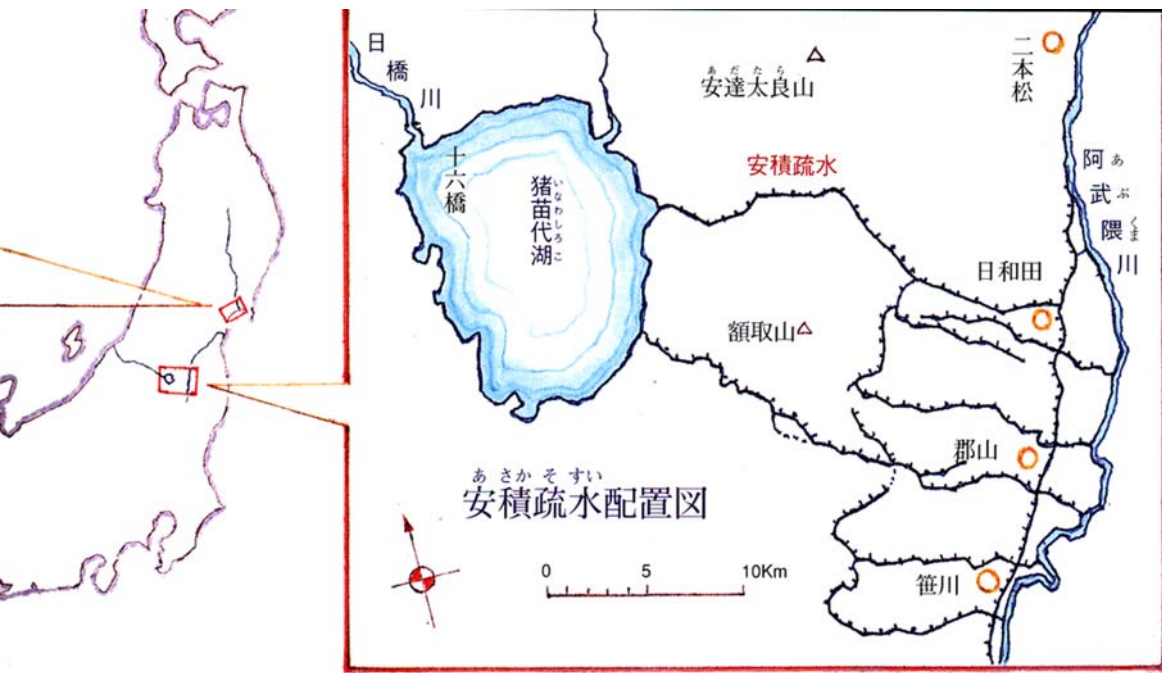 日橋川
十六橋
猪苗代湖
いなわしろこ
あだたら
安達太良山
安積疏水
二本松
阿武隈川
あぶくま
日和田
額取山
郡山
笹川
あさかそすい
安積疏水配置図
0 5 10Km